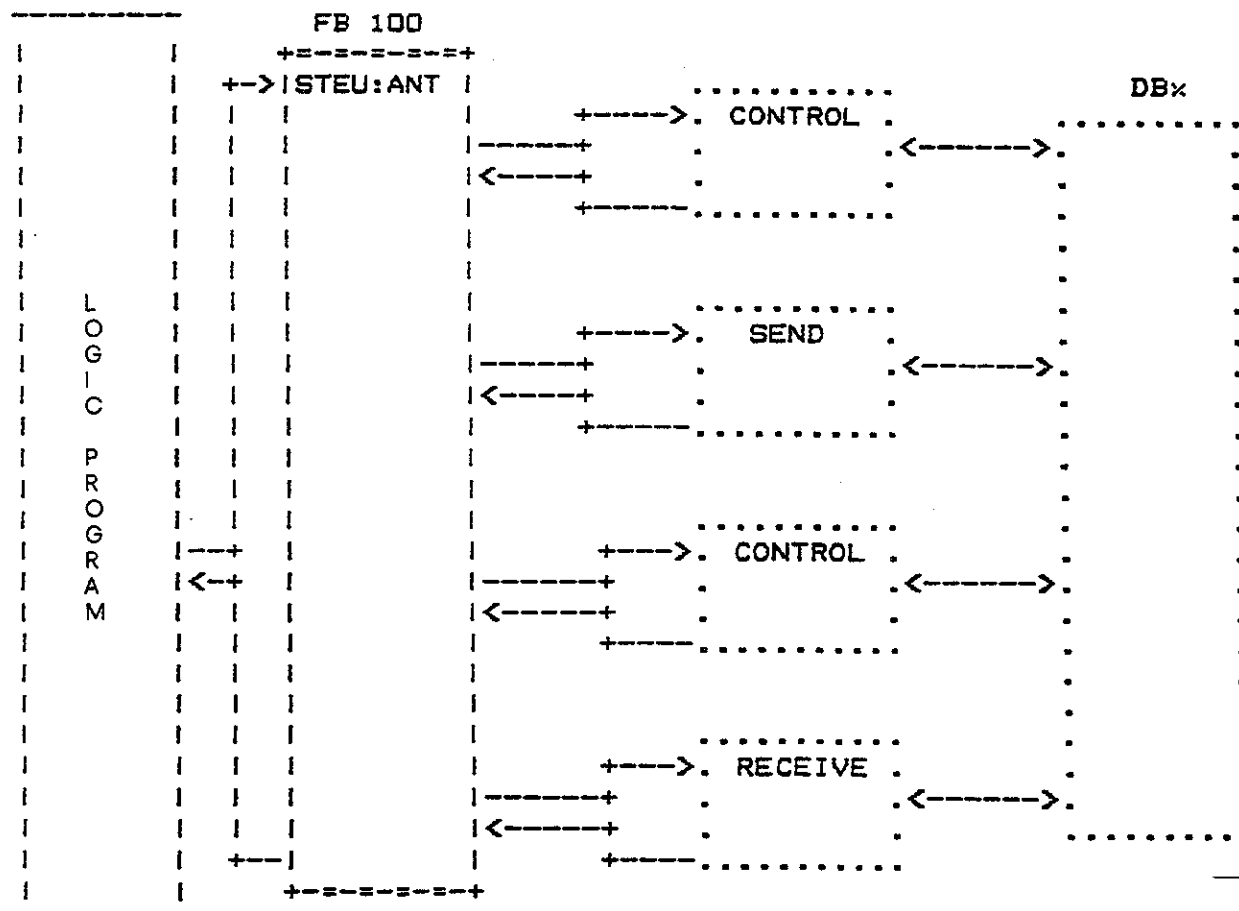 FB 100
STEU:ANT
DBx
CONTROL
SEND
LOGIC PROGRAM
CONTROL
RECEIVE